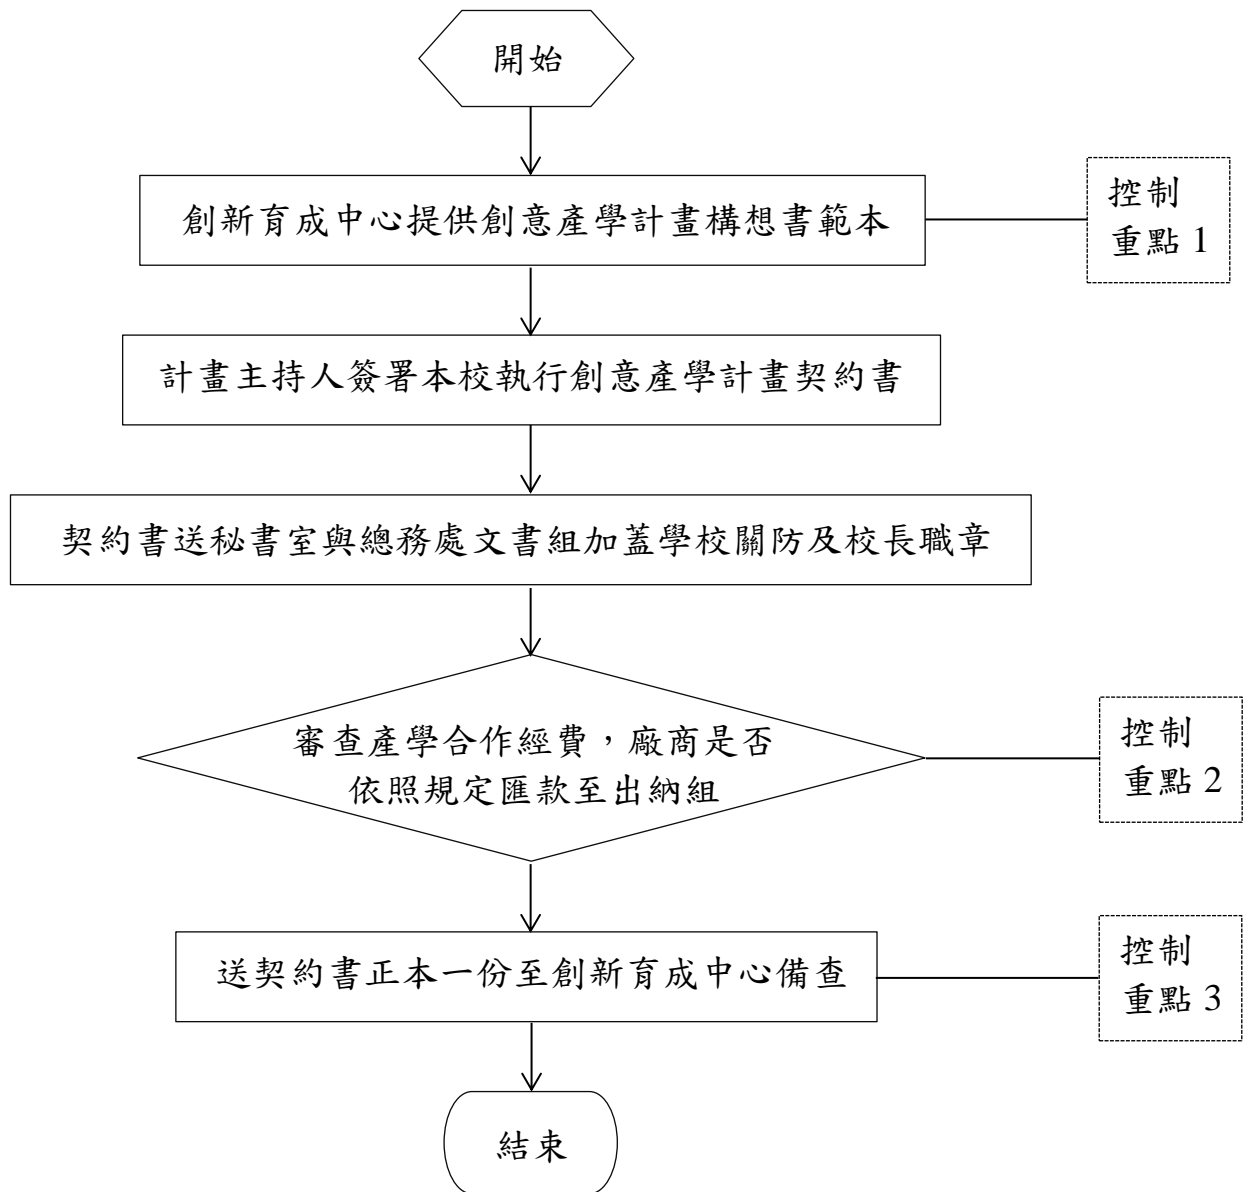 開始
創新育成中心提供創意產學計畫構想書範本
控制
重點 1
計畫主持人簽署本校執行創意產學計畫契約書
契約書送秘書室與總務處文書組加蓋學校關防及校長職章
審查產學合作經費，廠商是否
依照規定匯款至出納組
控制
重點 2
送契約書正本一份至創新育成中心備查
控制
重點 3
結束